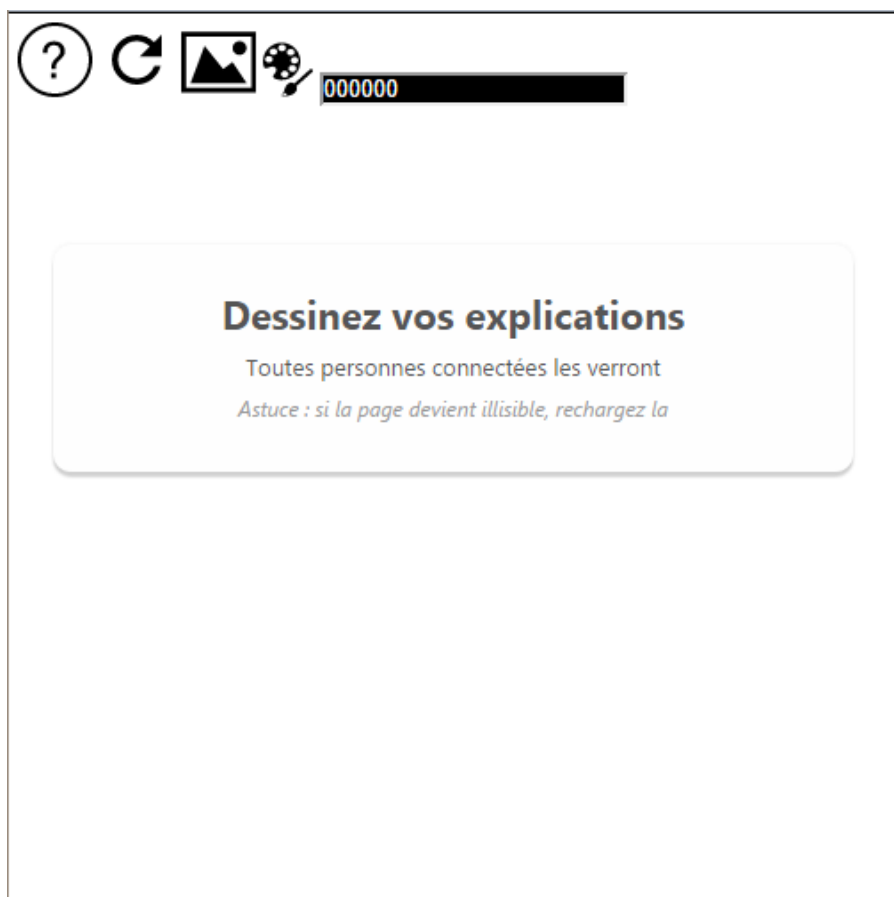 ?
000000
Dessinez vos explications
Toutes personnes connectées les verront
Astuce : si la page devient illisible, rechargez la